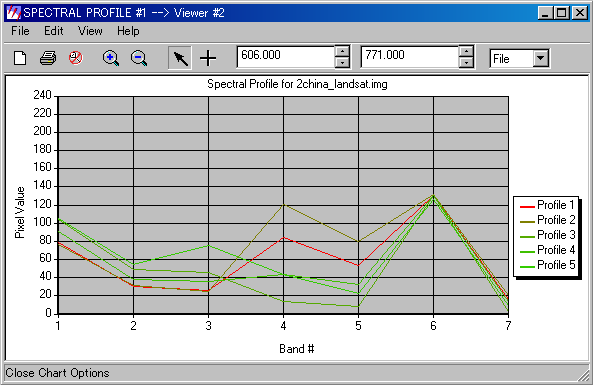 SPECTRAL PROFILE #1 --> Viewer #2
File Edit View Help
606.000 771.000 File
Spectral Profile for 2china_landsat.img
240
220
200
180
160
140
120
100
80
60
40
20
0
Pixel Value
1 2 3 4 5 6 7
Band #
Profile 1
Profile 2
Profile 3
Profile 4
Profile 5
Close Chart Options